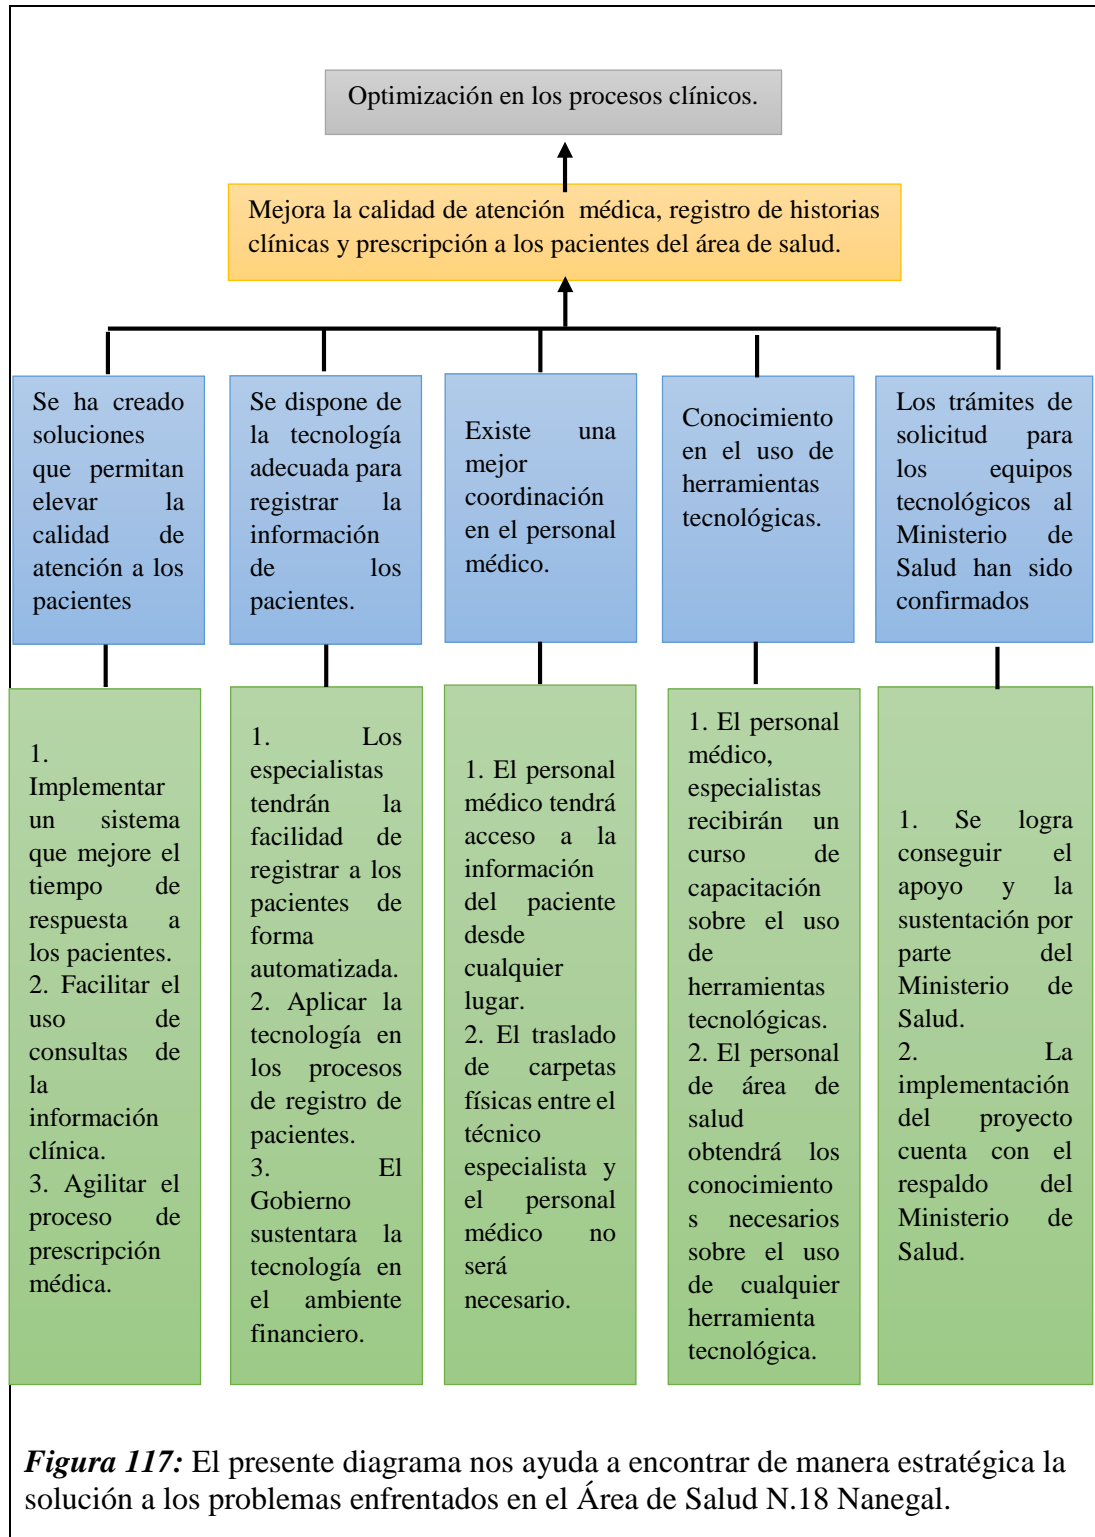 Optimización en los procesos clínicos.
Mejora la calidad de atención médica, registro de historias
clínicas y prescripción a los pacientes del área de salud.
Se ha creado
soluciones
que permitan
elevar la
calidad de
atención a los
pacientes
Se dispone de
la tecnología
adecuada para
registrar la
información
de los
pacientes.
Existe una
mejor
coordinación
en el personal
médico.
Conocimiento
en el uso de
herramientas
tecnológicas.
Los trámites de
solicitud para
los equipos
tecnológicos al
Ministerio de
Salud han sido
confirmados
1.
Implementar
un sistema
que mejore el
tiempo de
respuesta a
los pacientes.
2. Facilitar el
uso de
consultas de
la
información
clínica.
3. Agilitar el
proceso de
prescripción
médica.
1. Los
especialistas
tendrán la
facilidad de
registrar a los
pacientes de
forma
automatizada.
2. Aplicar la
tecnología en
los procesos
de registro de
pacientes.
3. El
Gobierno
sustentara la
tecnología en
el ambiente
financiero.
1. El personal
médico tendrá
acceso a la
información
del paciente
desde
cualquier
lugar.
2. El traslado
de carpetas
físicas entre el
técnico
especialista y
el personal
médico no
será
necesario.
1. El personal
médico,
especialistas
recibirán un
curso de
capacitación
sobre el uso
de
herramientas
tecnológicas.
2. El personal
de área de
salud
obtendrá los
conocimiento
s necesarios
sobre el uso
de cualquier
herramienta
tecnológica.
1. Se logra
conseguir el
apoyo y la
sustentación por
parte del
Ministerio de
Salud.
2. La
implementación
del proyecto
cuenta con el
respaldo del
Ministerio de
Salud.
Figura 117: El presente diagrama nos ayuda a encontrar de manera estratégica la
solución a los problemas enfrentados en el Área de Salud N.18 Nanegal.